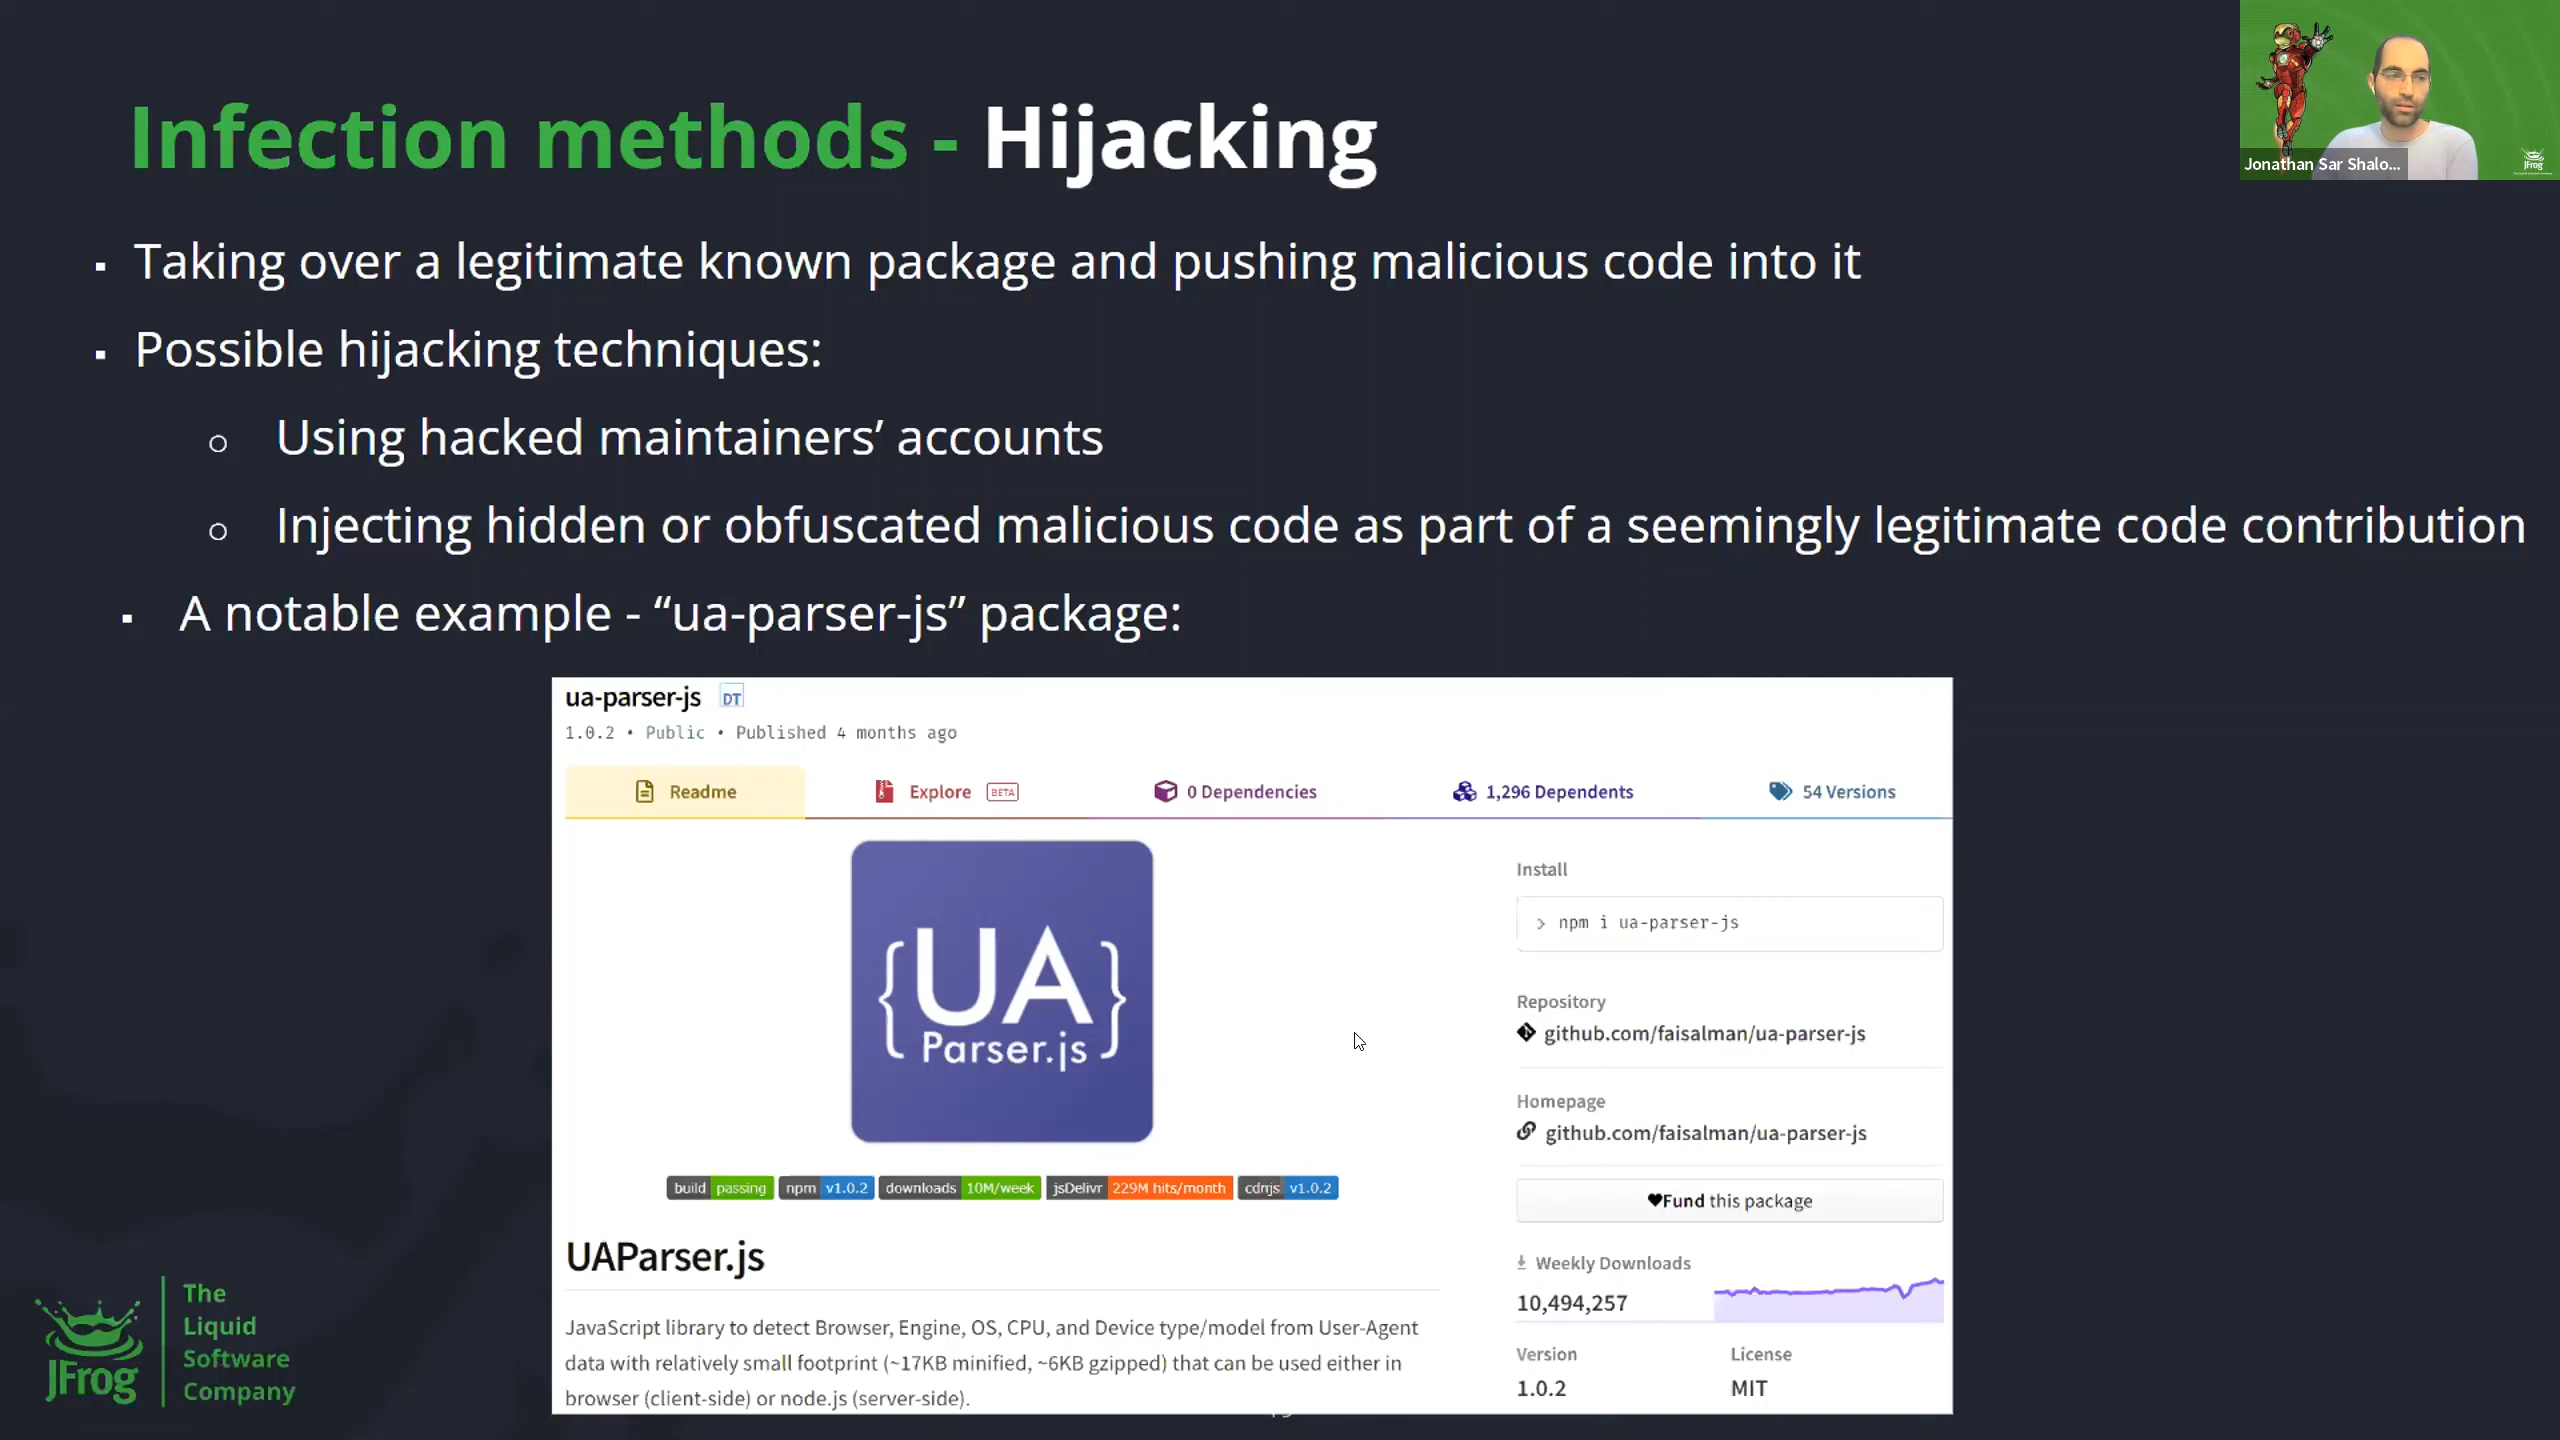 Infection methods - Hijacking
Jonathan Sar Shalo...
JFrog
▪ Taking over a legitimate known package and pushing malicious code into it
▪ Possible hijacking techniques:
○ Using hacked maintainers’ accounts
○ Injecting hidden or obfuscated malicious code as part of a seemingly legitimate code contribution
▪ A notable example - “ua-parser-js” package:
ua-parser-js DT
1.0.2 • Public • Published 4 months ago
Readme Explore BETA 0 Dependencies 1,296 Dependents 54 Versions
{UA
Parser.js}
build passing npm v1.0.2 downloads 10M/week jsDelivr 229M hits/month cdnjs v1.0.2
UAParser.js
JavaScript library to detect Browser, Engine, OS, CPU, and Device type/model from User-Agent
data with relatively small footprint (~17KB minified, ~6KB gzipped) that can be used either in
browser (client-side) or node.js (server-side).
Install
> npm i ua-parser-js
Repository
github.com/faisalman/ua-parser-js
Homepage
github.com/faisalman/ua-parser-js
♥Fund this package
Weekly Downloads
10,494,257
Version License
1.0.2 MIT
JFrog
The
Liquid
Software
Company